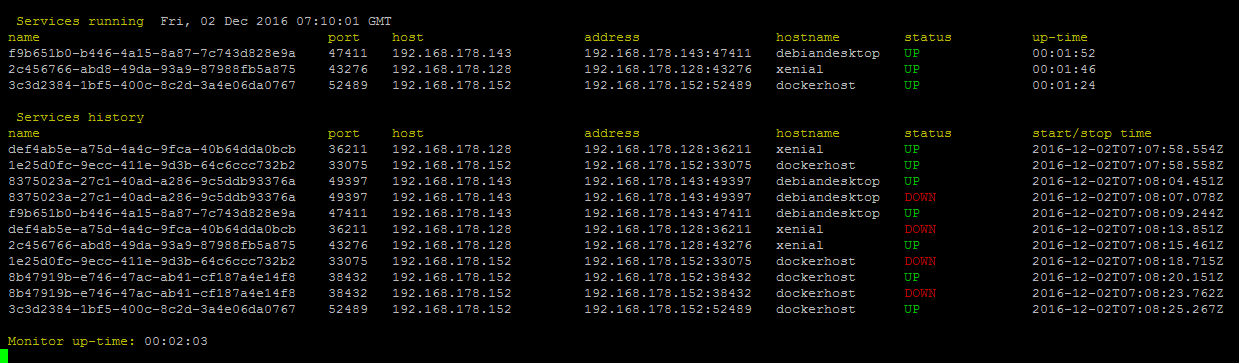 Services running  Fri, 02 Dec 2016 07:10:01 GMT
name port host address hostname status up-time
f9b651b0-b446-4a15-8a87-7c743d828e9a 47411 192.168.178.143 192.168.178.143:47411 debiandesktop UP 00:01:52
2c456766-abd8-49da-93a9-87988fb5a875 43276 192.168.178.128 192.168.178.128:43276 xenial UP 00:01:46
3c3d2384-1bf5-400c-8c2d-3a4e06da0767 52489 192.168.178.152 192.168.178.152:52489 dockerhost UP 00:01:24
Services history
name port host address hostname status start/stop time
def4ab5e-a75d-4a4c-9fca-40b64dda0bcb 36211 192.168.178.128 192.168.178.128:36211 xenial UP 2016-12-02T07:07:58.554Z
1e25d0fc-9ecc-411e-9d3b-64c6ccc732b2 33075 192.168.178.152 192.168.178.152:33075 dockerhost UP 2016-12-02T07:07:58.558Z
8375023a-27c1-40ad-a286-9c5ddb93376a 49397 192.168.178.143 192.168.178.143:49397 debiandesktop UP 2016-12-02T07:08:04.451Z
8375023a-27c1-40ad-a286-9c5ddb93376a 49397 192.168.178.143 192.168.178.143:49397 debiandesktop DOWN 2016-12-02T07:08:07.078Z
f9b651b0-b446-4a15-8a87-7c743d828e9a 47411 192.168.178.143 192.168.178.143:47411 debiandesktop UP 2016-12-02T07:08:09.244Z
def4ab5e-a75d-4a4c-9fca-40b64dda0bcb 36211 192.168.178.128 192.168.178.128:36211 xenial DOWN 2016-12-02T07:08:13.851Z
2c456766-abd8-49da-93a9-87988fb5a875 43276 192.168.178.128 192.168.178.128:43276 xenial UP 2016-12-02T07:08:15.461Z
1e25d0fc-9ecc-411e-9d3b-64c6ccc732b2 33075 192.168.178.152 192.168.178.152:33075 dockerhost DOWN 2016-12-02T07:08:18.715Z
8b47919b-e746-47ac-ab41-cf187a4e14f8 38432 192.168.178.152 192.168.178.152:38432 dockerhost UP 2016-12-02T07:08:20.151Z
8b47919b-e746-47ac-ab41-cf187a4e14f8 38432 192.168.178.152 192.168.178.152:38432 dockerhost DOWN 2016-12-02T07:08:23.762Z
3c3d2384-1bf5-400c-8c2d-3a4e06da0767 52489 192.168.178.152 192.168.178.152:52489 dockerhost UP 2016-12-02T07:08:25.267Z
Monitor up-time: 00:02:03